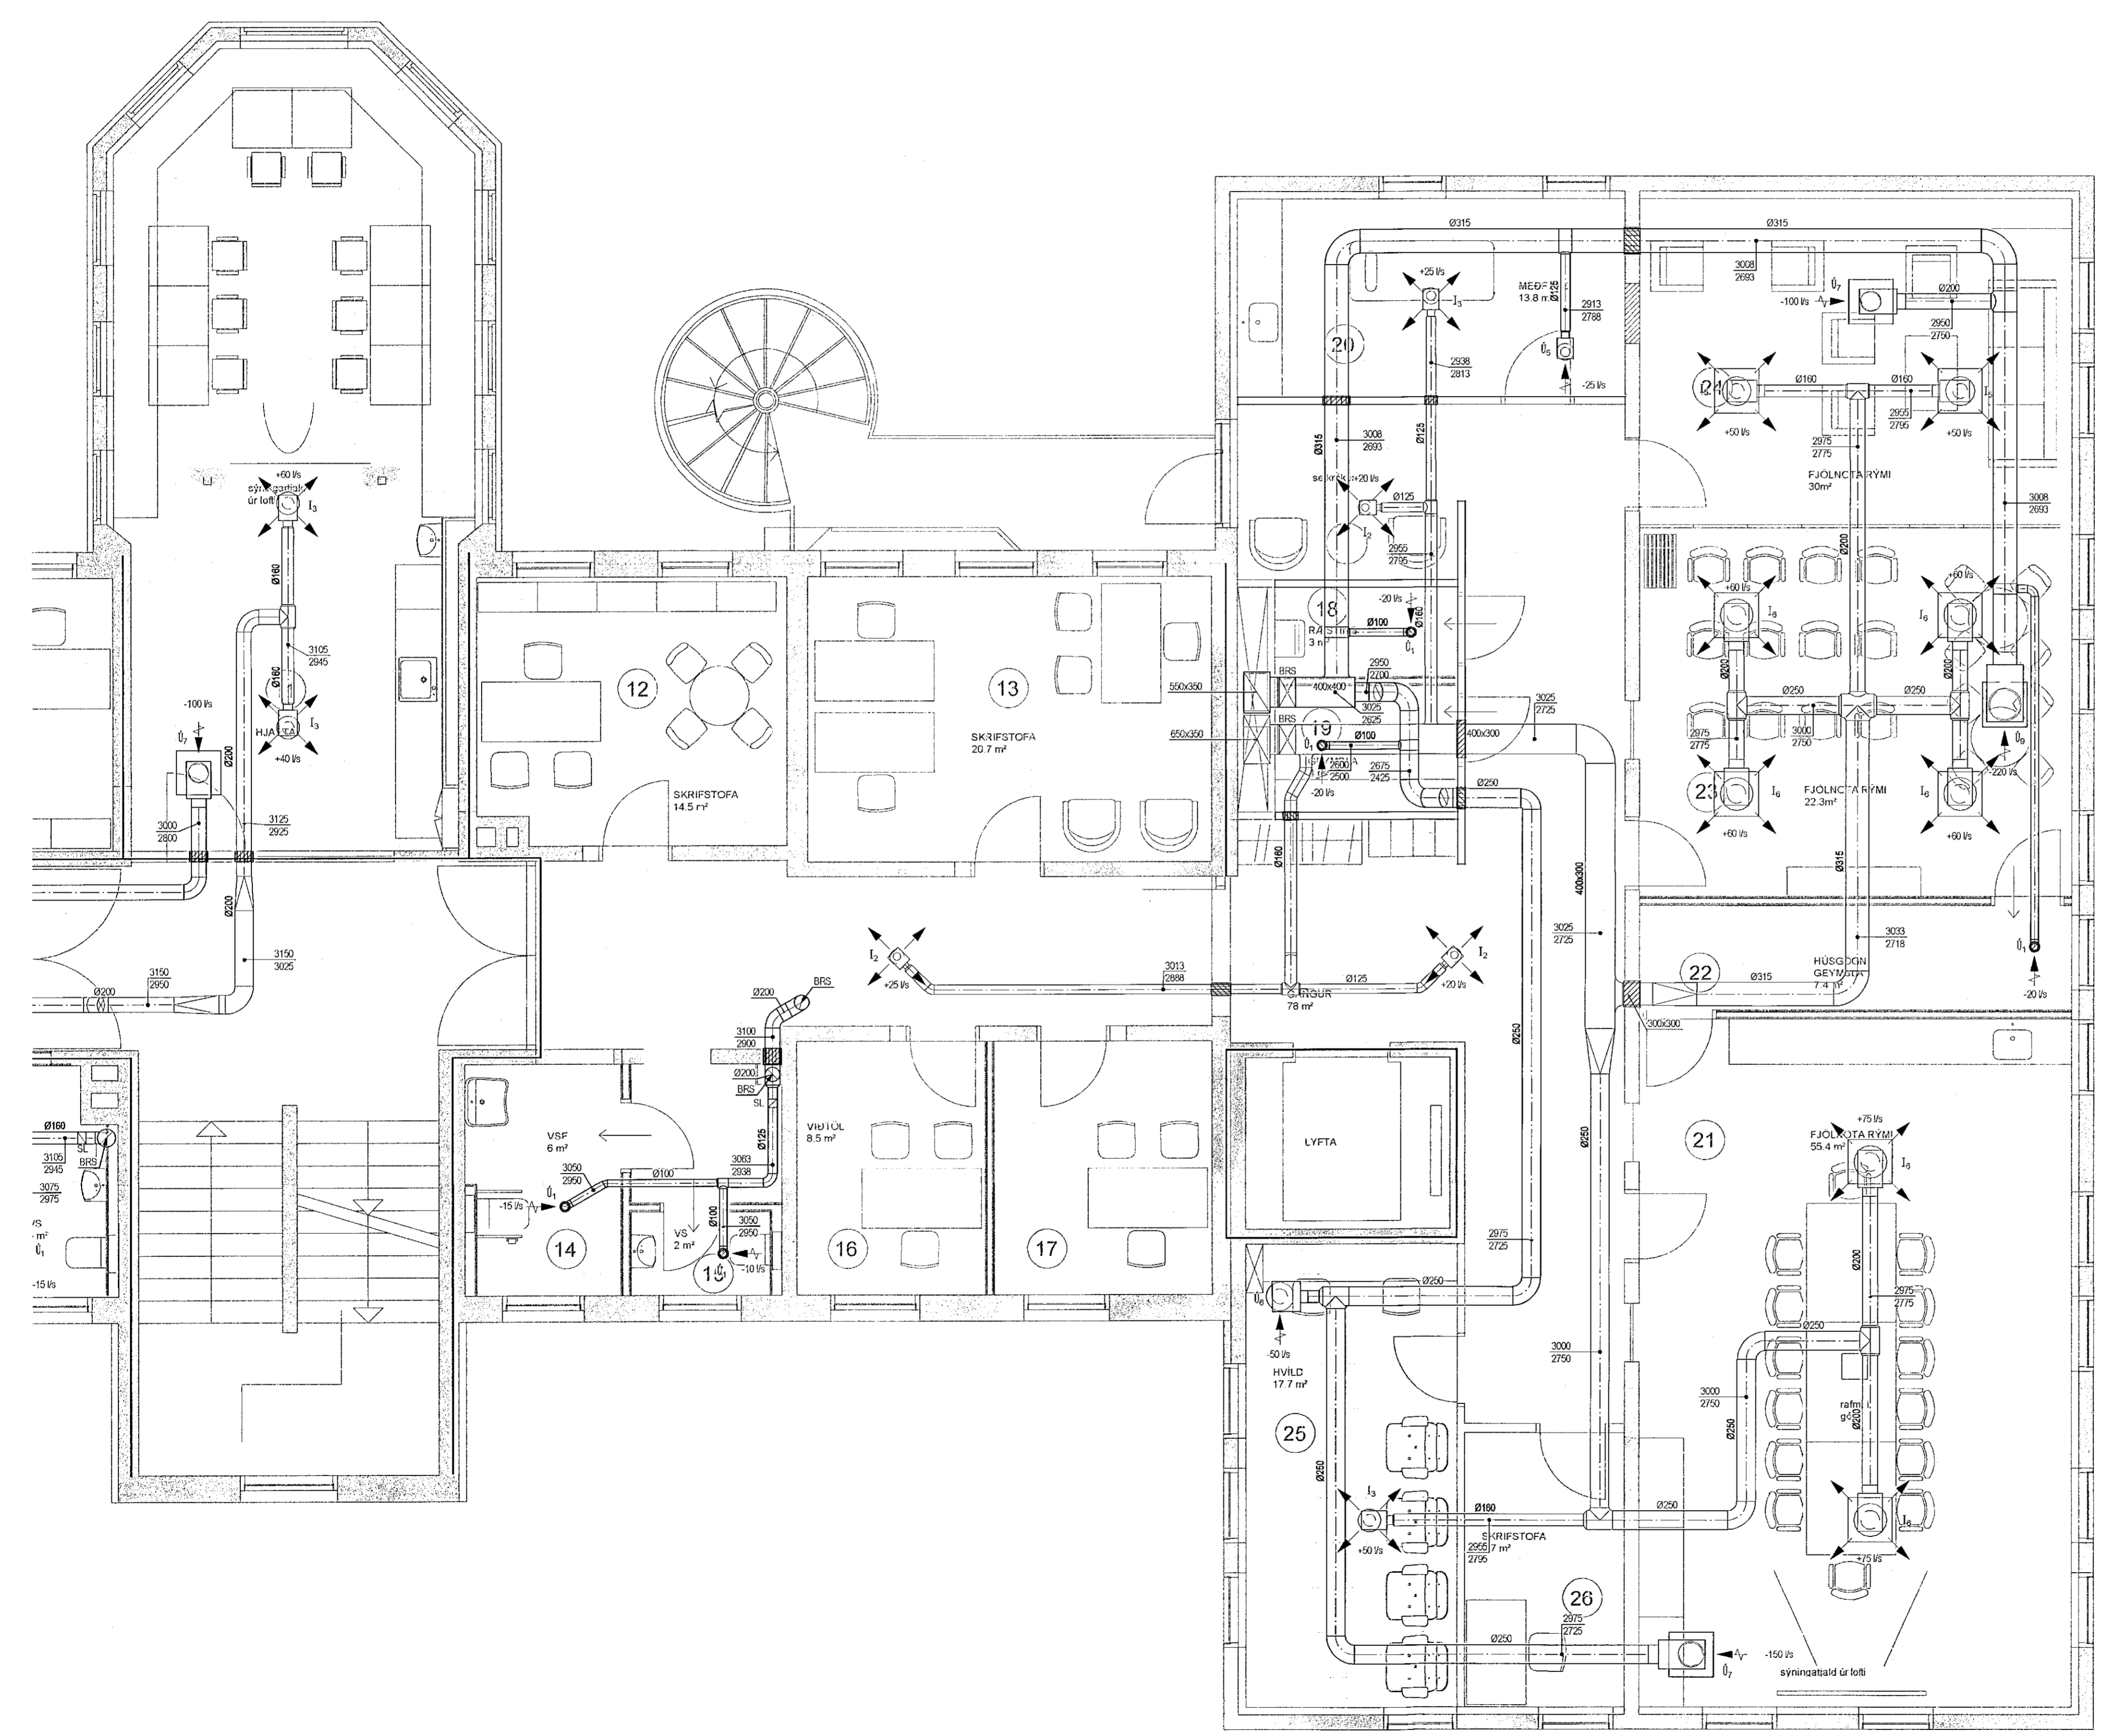 Ø315
Ø315
+25 l/s
I3
3008
2693
13.8 m²
Ø125
2913
2788
Ú7
-100 l/s
Ø200
2950
2750
20
Ú5
-25 l/s
2938
2813
Ø160
Ø160
I5
2955
2795
+50 l/s
+50 l/s
2975
2775
FJÖLNOTA RÝMI
30m²
Ø315
3008
2693
Ø125
+20 l/s
Ø125
I2
2955
2795
3008
2693
Ø200
+60 l/s
sýningartjald
úr lofti
I3
Ø160
3105
2945
Ø160
I3
+40 l/s
-100 l/s
Ú7
Ø200
3000
2800
3125
2925
Ø200
3150
3025
3150
2950
Ø200
12
SKRIFSTOFA
14.5 m²
13
SKRIFSTOFA
20.7 m²
18
-20 l/s
Ø100
Ú1
Ø160
BRS
550x350
400x400
2950
2700
3025
2625
BRS
650x350
19
Ú1
Ø100
2600
2500
-20 l/s
2675
2425
400x300
3025
2725
Ø250
Ø160
+60 l/s
+60 l/s
I6
I6
Ø200
Ø200
Ø250
Ø250
2975
2775
3000
2750
Ú9
-220 l/s
23
I6
I6
FJÖLNOTA RÝMI
22.3m²
+60 l/s
+60 l/s
Ø315
400x300
3025
2725
3033
2718
22
HÚSGÖGN
GEYMSLA
7.4 m²
Ø315
300x300
Ú1
-20 l/s
I2
+25 l/s
3013
2888
Ø125
I2
+20 l/s
GANGUR
78 m²
Ø200
BRS
3100
2900
Ø200
BRS
SL
Ø125
3063
2938
VSF
6 m²
3050
2950
Ø100
Ú1
-15 l/s
14
Ø100
3050
2950
VS
2 m²
-10 l/s
VIÐTÖL
8.5 m²
16
17
LYFTA
Ø250
Ø250
2975
2725
Ø250
Ú6
-50 l/s
HVÍLD
17.7 m²
25
Ø250
3000
2750
21
+75 l/s
FJÖLNOTA RÝMI
55.4 m²
I6
Ø200
2975
2775
Ø250
3000
2750
Ø250
Ø200
Ø250
I6
+75 l/s
I3
+50 l/s
Ø160
2955
2795
SKRIFSTOFA
26
2975
2725
Ø250
Ú7
-150 l/s
sýningatjald úr lofti
Ø160
SL
3105
2945
BRS
3075
2975
Ú1
-15 l/s